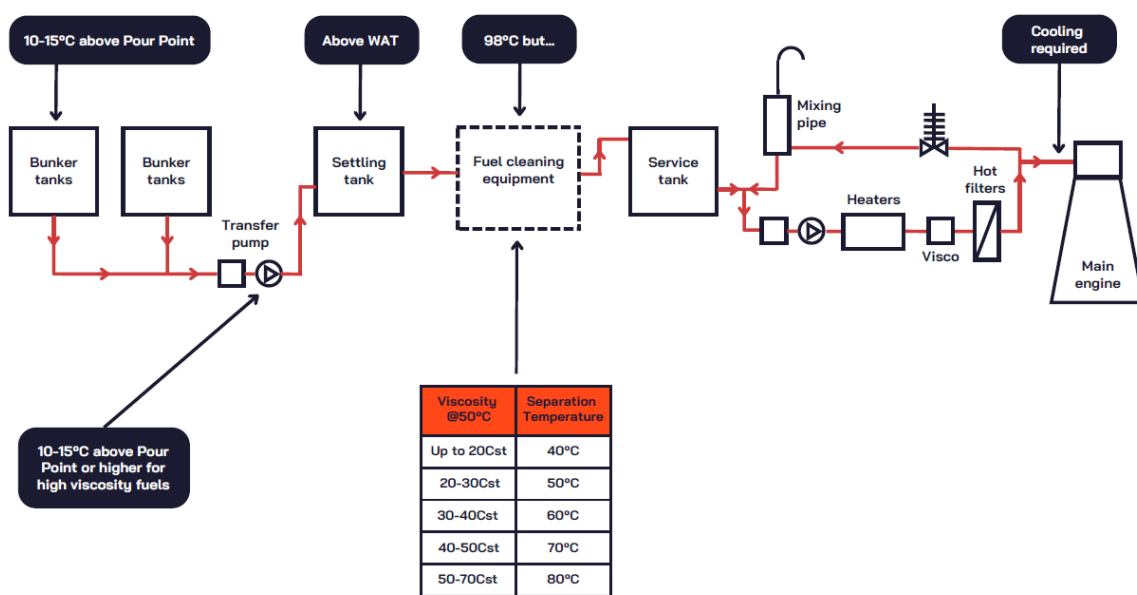 10-15°C above Pour Point
Above WAT
98°C but...
Cooling
required
Bunker
tanks
Bunker
tanks
Settling
tank
Fuel cleaning
equipment
Service
tank
Mixing
pipe
Hot
filters
Heaters
Transfer
pump
Visco
Main
engine
10-15°C above Pour
Point or higher for
high viscosity fuels
Viscosity
@50°C
Separation
Temperature
Up to 20Cst 40°C
20-30Cst 50°C
30-40Cst 60°C
40-50Cst 70°C
50-70Cst 80°C